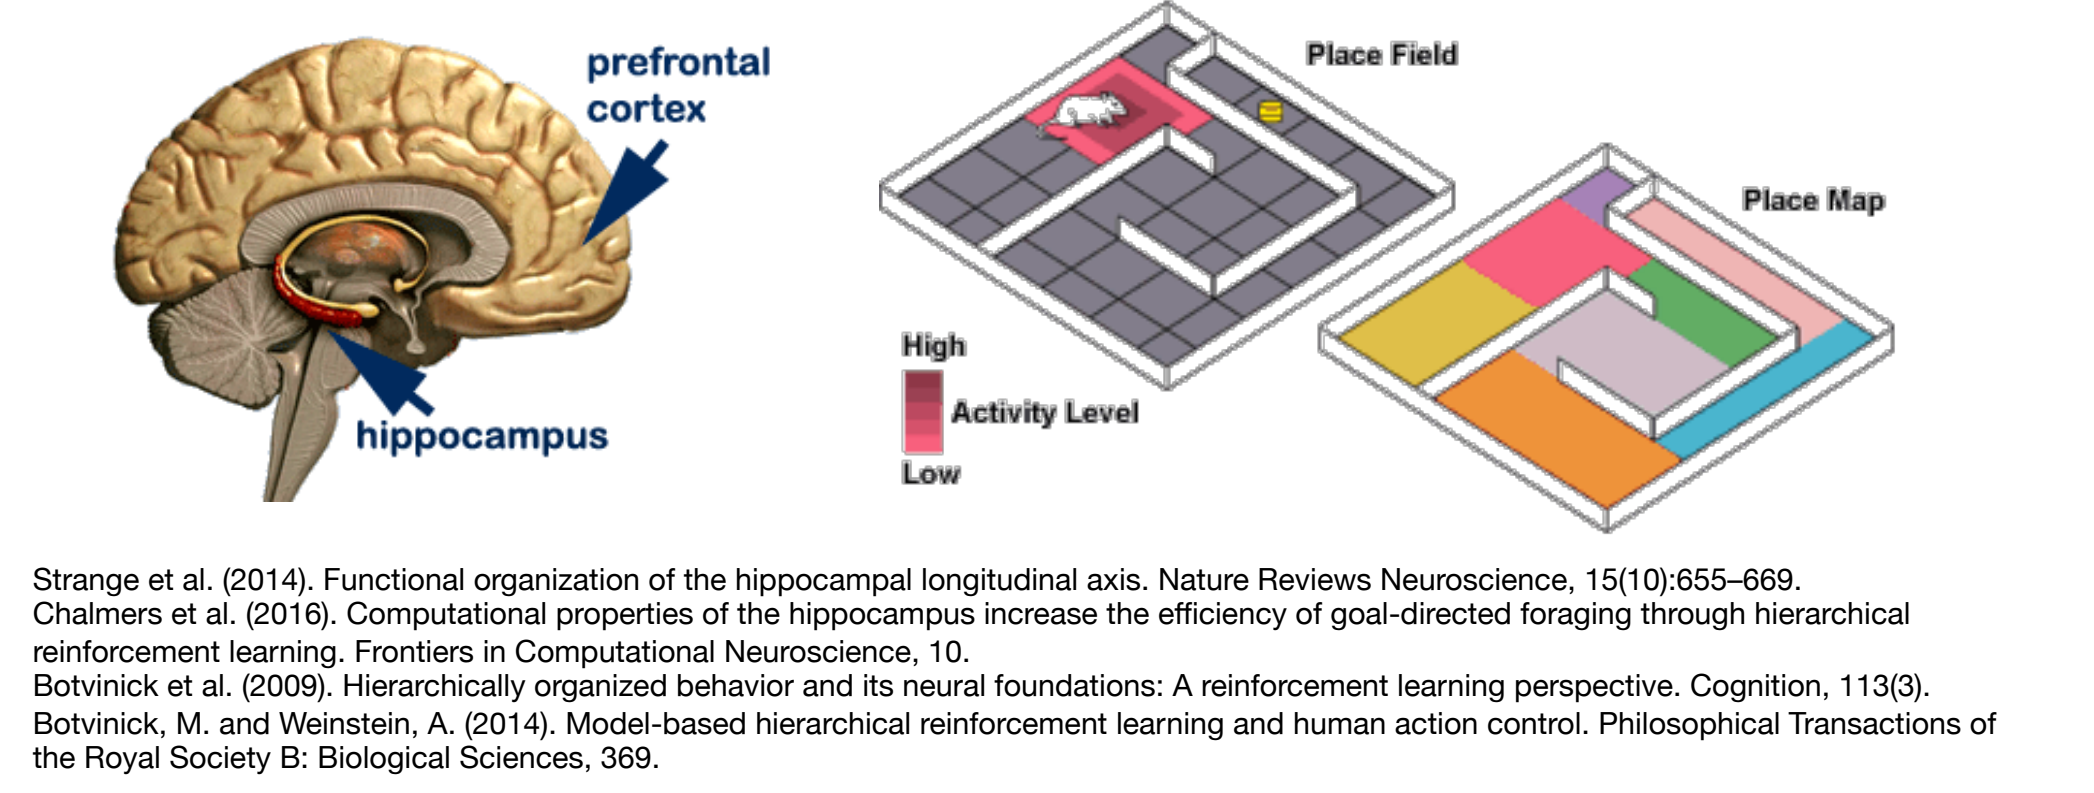 prefrontal
cortex
hippocampus
Place Field
Place Map
High
Activity Level
Low
Strange et al. (2014). Functional organization of the hippocampal longitudinal axis. Nature Reviews Neuroscience, 15(10):655–669.
Chalmers et al. (2016). Computational properties of the hippocampus increase the efficiency of goal-directed foraging through hierarchical
reinforcement learning. Frontiers in Computational Neuroscience, 10.
Botvinick et al. (2009). Hierarchically organized behavior and its neural foundations: A reinforcement learning perspective. Cognition, 113(3).
Botvinick, M. and Weinstein, A. (2014). Model-based hierarchical reinforcement learning and human action control. Philosophical Transactions of
the Royal Society B: Biological Sciences, 369.